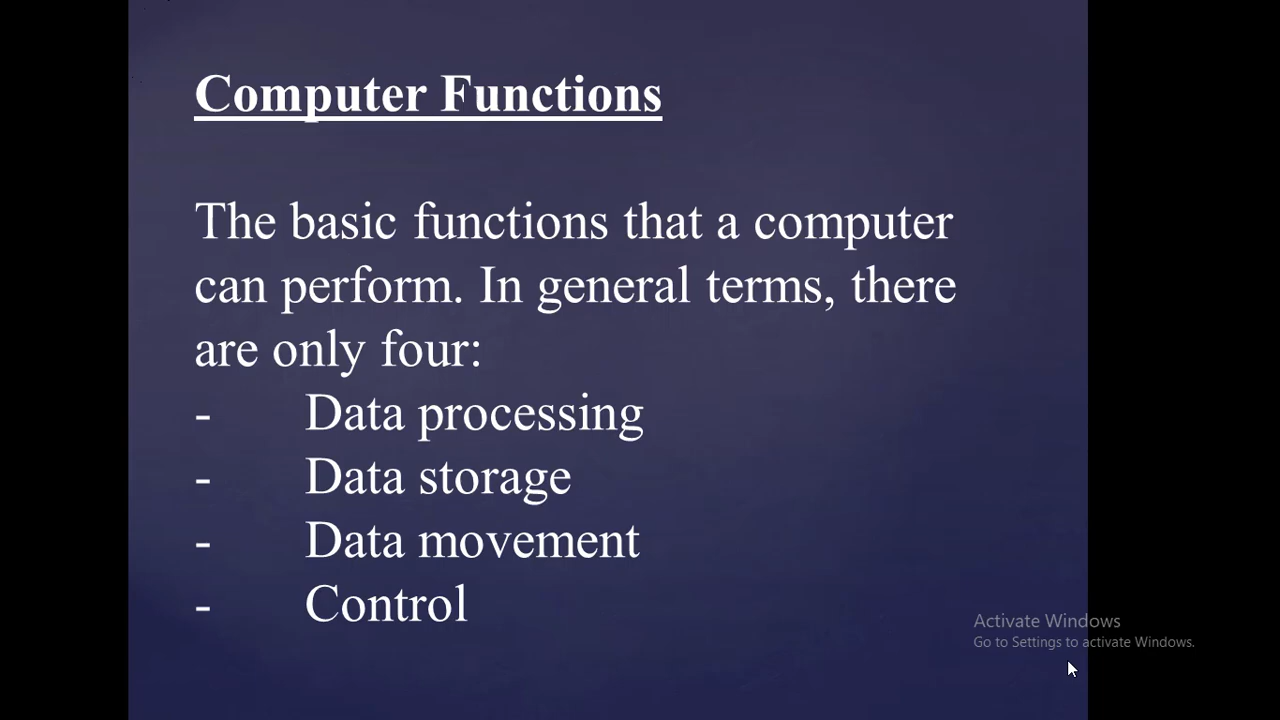 Computer Functions
The basic functions that a computer
can perform. In general terms, there
are only four:
- Data processing
- Data storage
- Data movement
- Control
Activate Windows
Go to Settings to activate Windows.